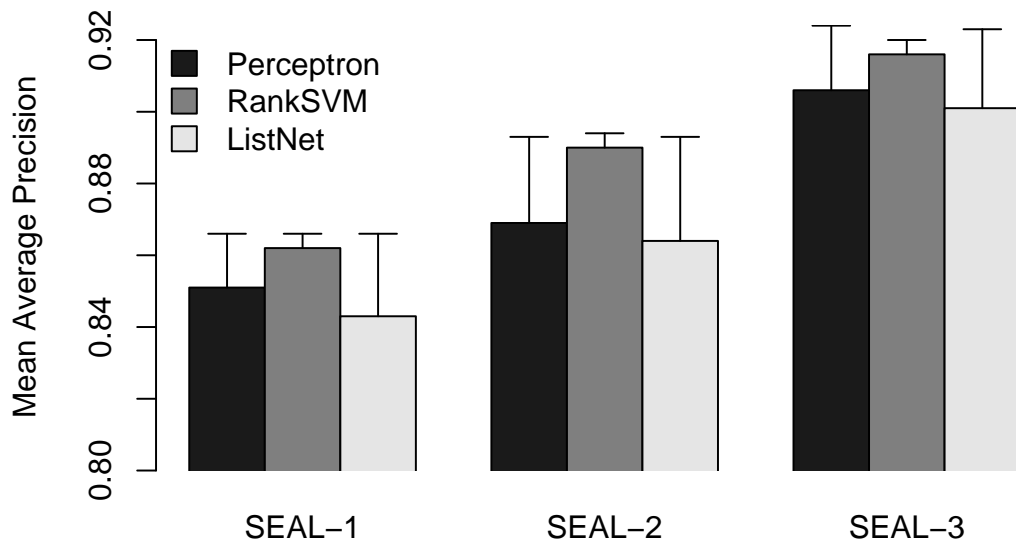 Mean Average Precision
0.92
0.88
0.84
0.80
Perceptron
RankSVM
ListNet
SEAL−1
SEAL−2
SEAL−3